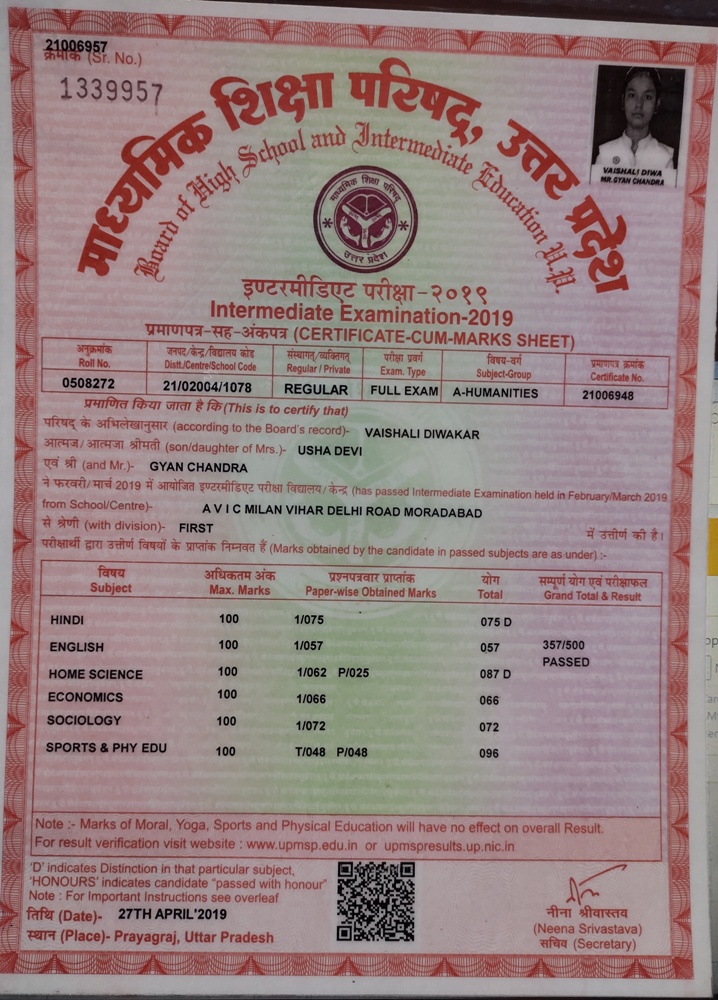 21006957
क्रमांक (Sr. No.)
1339957
माध्यमिक शिक्षा परिषद्, उत्तर प्रदेश
Board of High School and Intermediate Education U.P.
VAISHALI DIWA
MR.GYAN CHANDRA
माध्यमिक शिक्षा परिषद्
उत्तर प्रदेश
इण्टरमीडिएट परीक्षा-२०१९
Intermediate Examination-2019
प्रमाणपत्र-सह-अंकपत्र (CERTIFICATE-CUM-MARKS SHEET)
अनुक्रमांक जनपद/केन्द्र/विद्यालय कोड संस्थागत/व्यक्तिगत परीक्षा प्रवर्ग विषय-वर्ग प्रमाणपत्र क्रमांक
Roll No. Distt./Centre/School Code Regular / Private Exam. Type Subject-Group Certificate No.
0508272 21/02004/1078 REGULAR FULL EXAM A-HUMANITIES 21006948
प्रमाणित किया जाता है कि (This is to certify that)
परिषद् के अभिलेखानुसार (according to the Board's record)- VAISHALI DIWAKAR
आत्मज/आत्मजा श्रीमती (son/daughter of Mrs.)- USHA DEVI
एवं श्री (and Mr.)- GYAN CHANDRA
ने फरवरी/मार्च 2019 में आयोजित इण्टरमीडिएट परीक्षा विद्यालय/केन्द्र (has passed Intermediate Examination held in February/March 2019
from School/Centre)- A V I C MILAN VIHAR DELHI ROAD MORADABAD
से श्रेणी (with division)- FIRST में उत्तीर्ण की है।
परीक्षार्थी द्वारा उत्तीर्ण विषयों के प्राप्तांक निम्नवत हैं (Marks obtained by the candidate in passed subjects are as under) :-
विषय अधिकतम अंक प्रश्नपत्रवार प्राप्तांक योग सम्पूर्ण योग एवं परीक्षाफल
Subject Max. Marks Paper-wise Obtained Marks Total Grand Total & Result
HINDI 100 1/075 075 D
ENGLISH 100 1/057 057 357/500
PASSED
HOME SCIENCE 100 1/062 P/025 087 D
ECONOMICS 100 1/066 066
SOCIOLOGY 100 1/072 072
SPORTS & PHY EDU 100 T/048 P/048 096
Note :- Marks of Moral, Yoga, Sports and Physical Education will have no effect on overall Result.
For result verification visit website : www.upmsp.edu.in or upmspresults.up.nic.in
'D' indicates Distinction in that particular subject,
'HONOURS' indicates candidate "passed with honour"
Note : For Important Instructions see overleaf
तिथि (Date)- 27TH APRIL'2019
स्थान (Place)- Prayagraj, Uttar Pradesh
नीना श्रीवास्तव
(Neena Srivastava)
सचिव (Secretary)